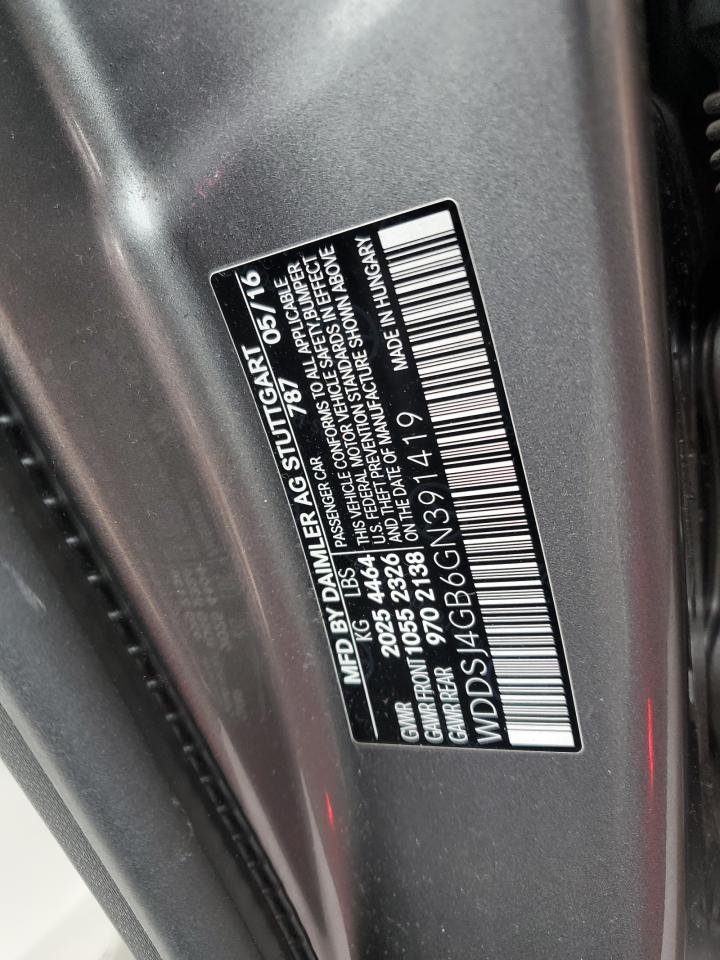 MFD BY DAIMLER AG STUTTGART 05/16
KG LBS PASSENGER CAR 787
GWR 2025 4464
GAWR FRONT 1055 2326
GAWR REAR 970 2138
THIS VEHICLE CONFORMS TO ALL APPLICABLE
U.S. FEDERAL MOTOR VEHICLE SAFETY, BUMPER
AND THEFT PREVENTION STANDARDS IN EFFECT
ON THE DATE OF MANUFACTURE SHOWN ABOVE
MADE IN HUNGARY
WDDSJ4GB6GN391419